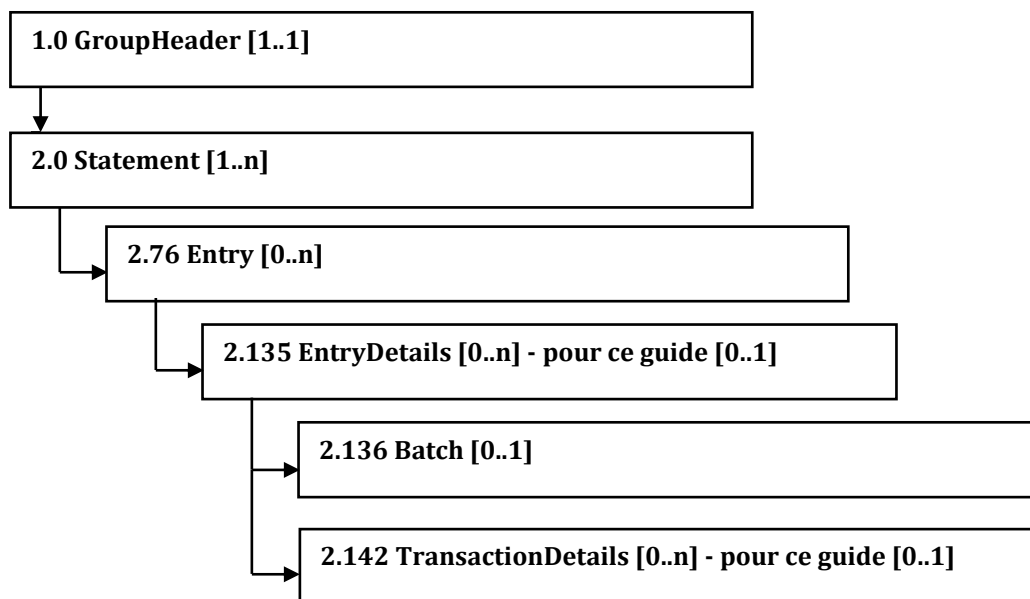 1.0 GroupHeader [1..1]
2.0 Statement [1..n]
2.76 Entry [0..n]
2.135 EntryDetails [0..n] - pour ce guide [0..1]
2.136 Batch [0..1]
2.142 TransactionDetails [0..n] - pour ce guide [0..1]